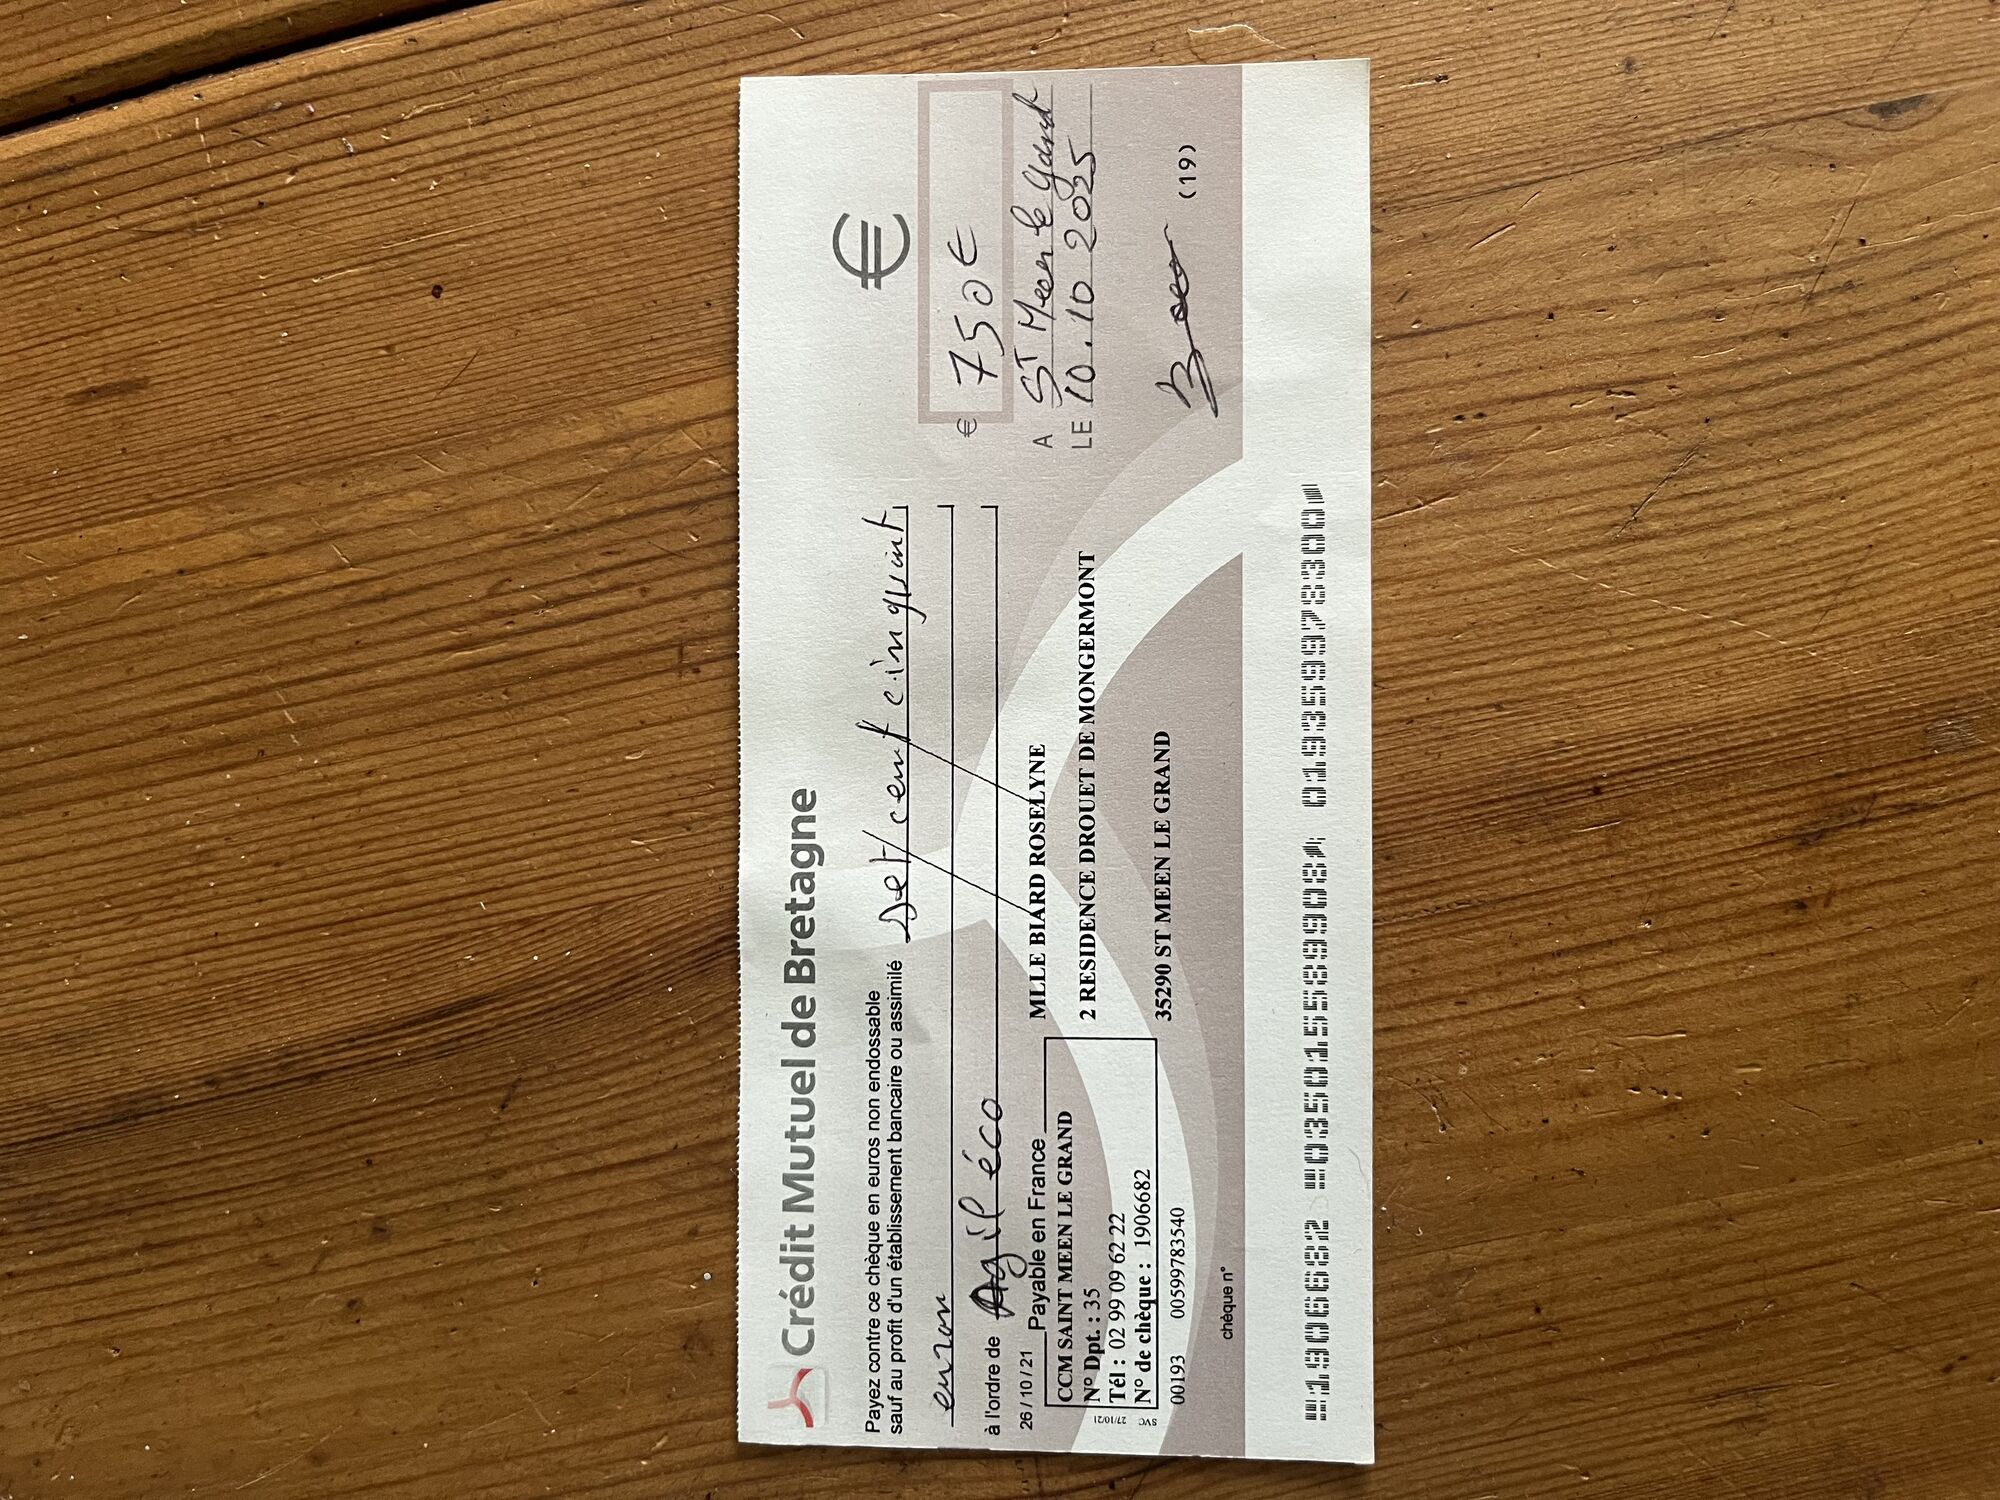 Crédit Mutuel de Bretagne
€
Payez contre ce chèque en euros non endossable
sauf au profit d'un établissement bancaire ou assimilé Set cent cinquant
euros
€ 750€
à l'ordre de Agil éco
A ST Meen le Grand
LE 10.10 2025
26/10/21 Payable en France
CCM SAINT MEEN LE GRAND
N° Dpt. : 35
Tél : 02 99 09 62 22
N° de chèque : 1906682
SVC 27/10/21
MLLE BIARD ROSELYNE
2 RESIDENCE DROUET DE MONGERMONT
35290 ST MEEN LE GRAND
(19)
00193 00599783540
chèque n°